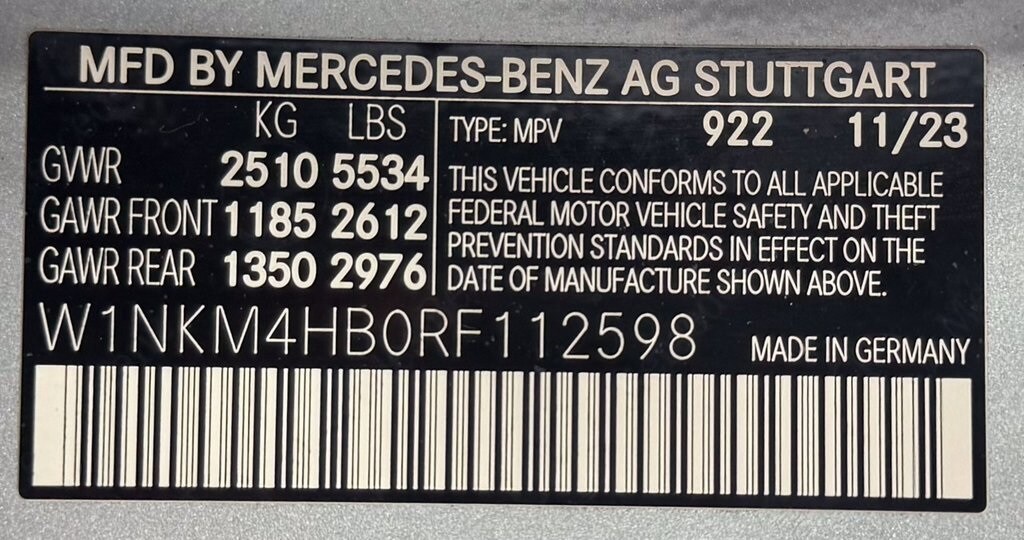 MFD BY MERCEDES-BENZ AG STUTTGART
KG LBS
GVWR 2510 5534
GAWR FRONT 1185 2612
GAWR REAR 1350 2976
TYPE: MPV 922 11/23
THIS VEHICLE CONFORMS TO ALL APPLICABLE
FEDERAL MOTOR VEHICLE SAFETY AND THEFT
PREVENTION STANDARDS IN EFFECT ON THE
DATE OF MANUFACTURE SHOWN ABOVE.
W1NKM4HB0RF112598
MADE IN GERMANY